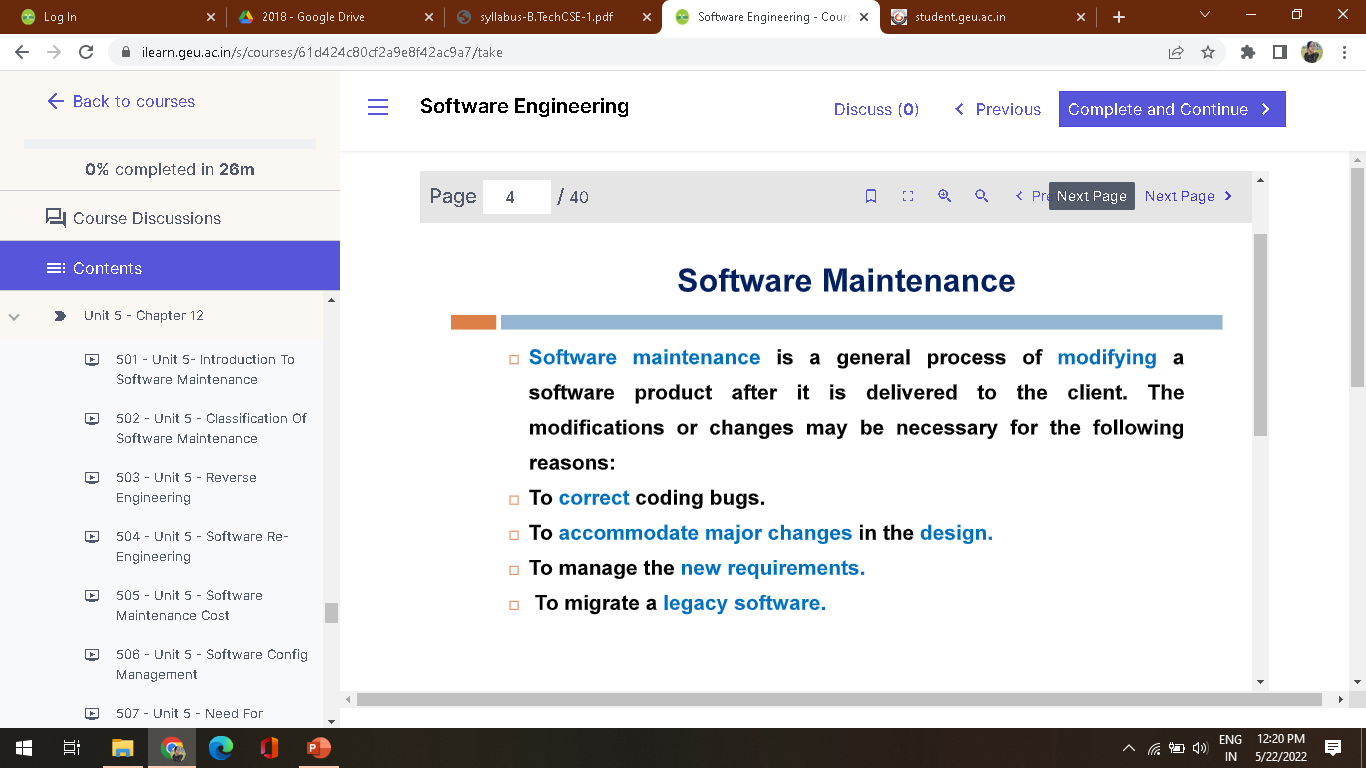 Log In
2018 - Google Drive
syllabus-B.TechCSE-1.pdf
Software Engineering - Cour
student.geu.ac.in
ilearn.geu.ac.in/s/courses/61d424c80cf2a9e8f42ac9a7/take
Back to courses
0% completed in 26m
Course Discussions
Contents
Unit 5 - Chapter 12
501 - Unit 5- Introduction To
Software Maintenance
502 - Unit 5 - Classification Of
Software Maintenance
503 - Unit 5 - Reverse
Engineering
504 - Unit 5 - Software Re-
Engineering
505 - Unit 5 - Software
Maintenance Cost
506 - Unit 5 - Software Config
Management
507 - Unit 5 - Need For
Software Engineering
Discuss (0)
Previous
Complete and Continue
Page 4 / 40
Pre
Next Page
Next Page
Software Maintenance
Software maintenance is a general process of modifying a
software product after it is delivered to the client. The
modifications or changes may be necessary for the following
reasons:
To correct coding bugs.
To accommodate major changes in the design.
To manage the new requirements.
To migrate a legacy software.
ENG
IN
12:20 PM
5/22/2022